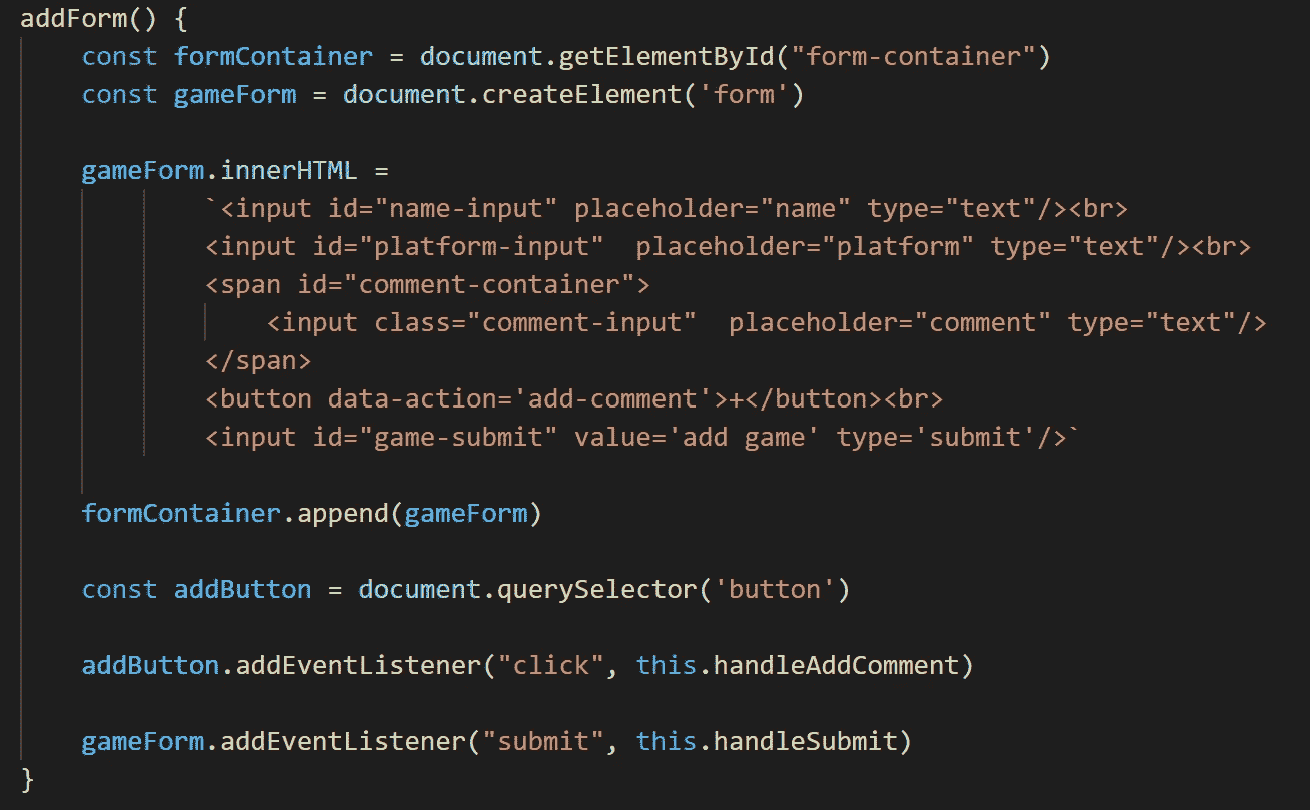 addForm() {
    const formContainer = document.getElementById("form-container")
    const gameForm = document.createElement('form')
    gameForm.innerHTML =
            `<input id="name-input" placeholder="name" type="text"/><br>
            <input id="platform-input"  placeholder="platform" type="text"/><br>
            <span id="comment-container">
                <input class="comment-input"  placeholder="comment" type="text"/>
            </span>
            <button data-action='add-comment'>+</button><br>
            <input id="game-submit" value='add game' type='submit'/>`
    formContainer.append(gameForm)
    const addButton = document.querySelector('button')
    addButton.addEventListener("click", this.handleAddComment)
    gameForm.addEventListener("submit", this.handleSubmit)
}